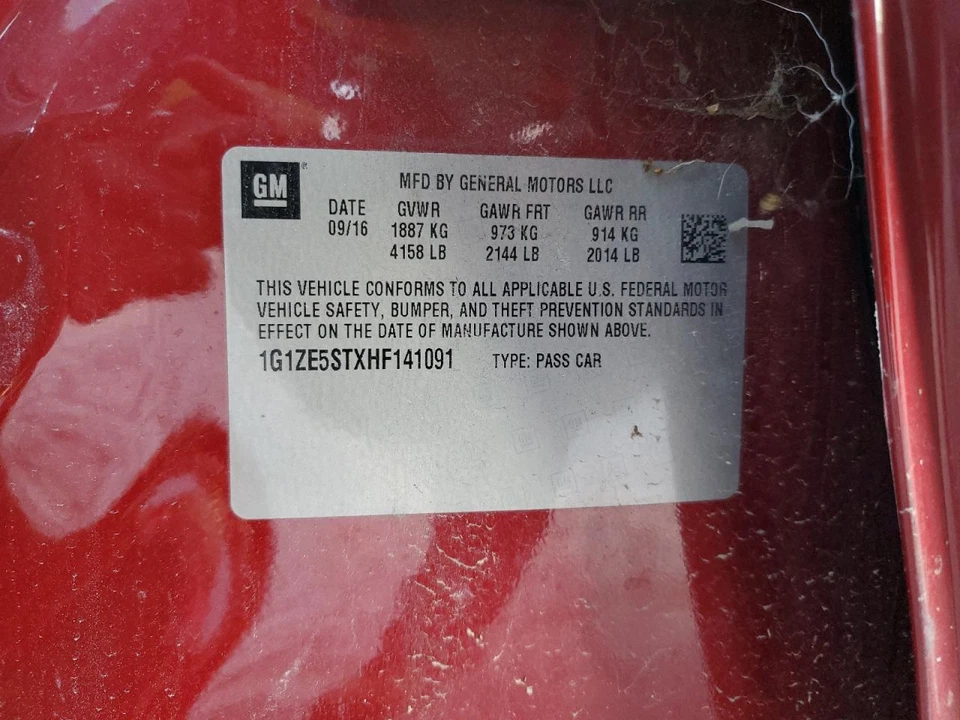 GM
MFD BY GENERAL MOTORS LLC
DATE GVWR GAWR FRT GAWR RR
09/16 1887 KG 973 KG 914 KG
4158 LB 2144 LB 2014 LB
THIS VEHICLE CONFORMS TO ALL APPLICABLE U.S. FEDERAL MOTOR
VEHICLE SAFETY, BUMPER, AND THEFT PREVENTION STANDARDS IN
EFFECT ON THE DATE OF MANUFACTURE SHOWN ABOVE.
1G1ZE5STXHF141091 TYPE: PASS CAR